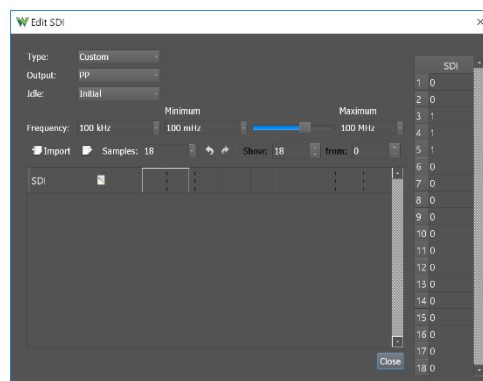 Edit SDI
Type: Custom
Output: PP
Idle: Initial
Minimum Maximum
Frequency: 100 kHz 100 mHz 100 MHz
Import Samples: 18 Show: 18 from: 0
SDI
Close
SDI
1 0
2 0
3 1
4 1
5 1
6 0
7 0
8 0
9 0
10 0
11 0
12 0
13 0
14 0
15 0
16 0
17 0
18 0